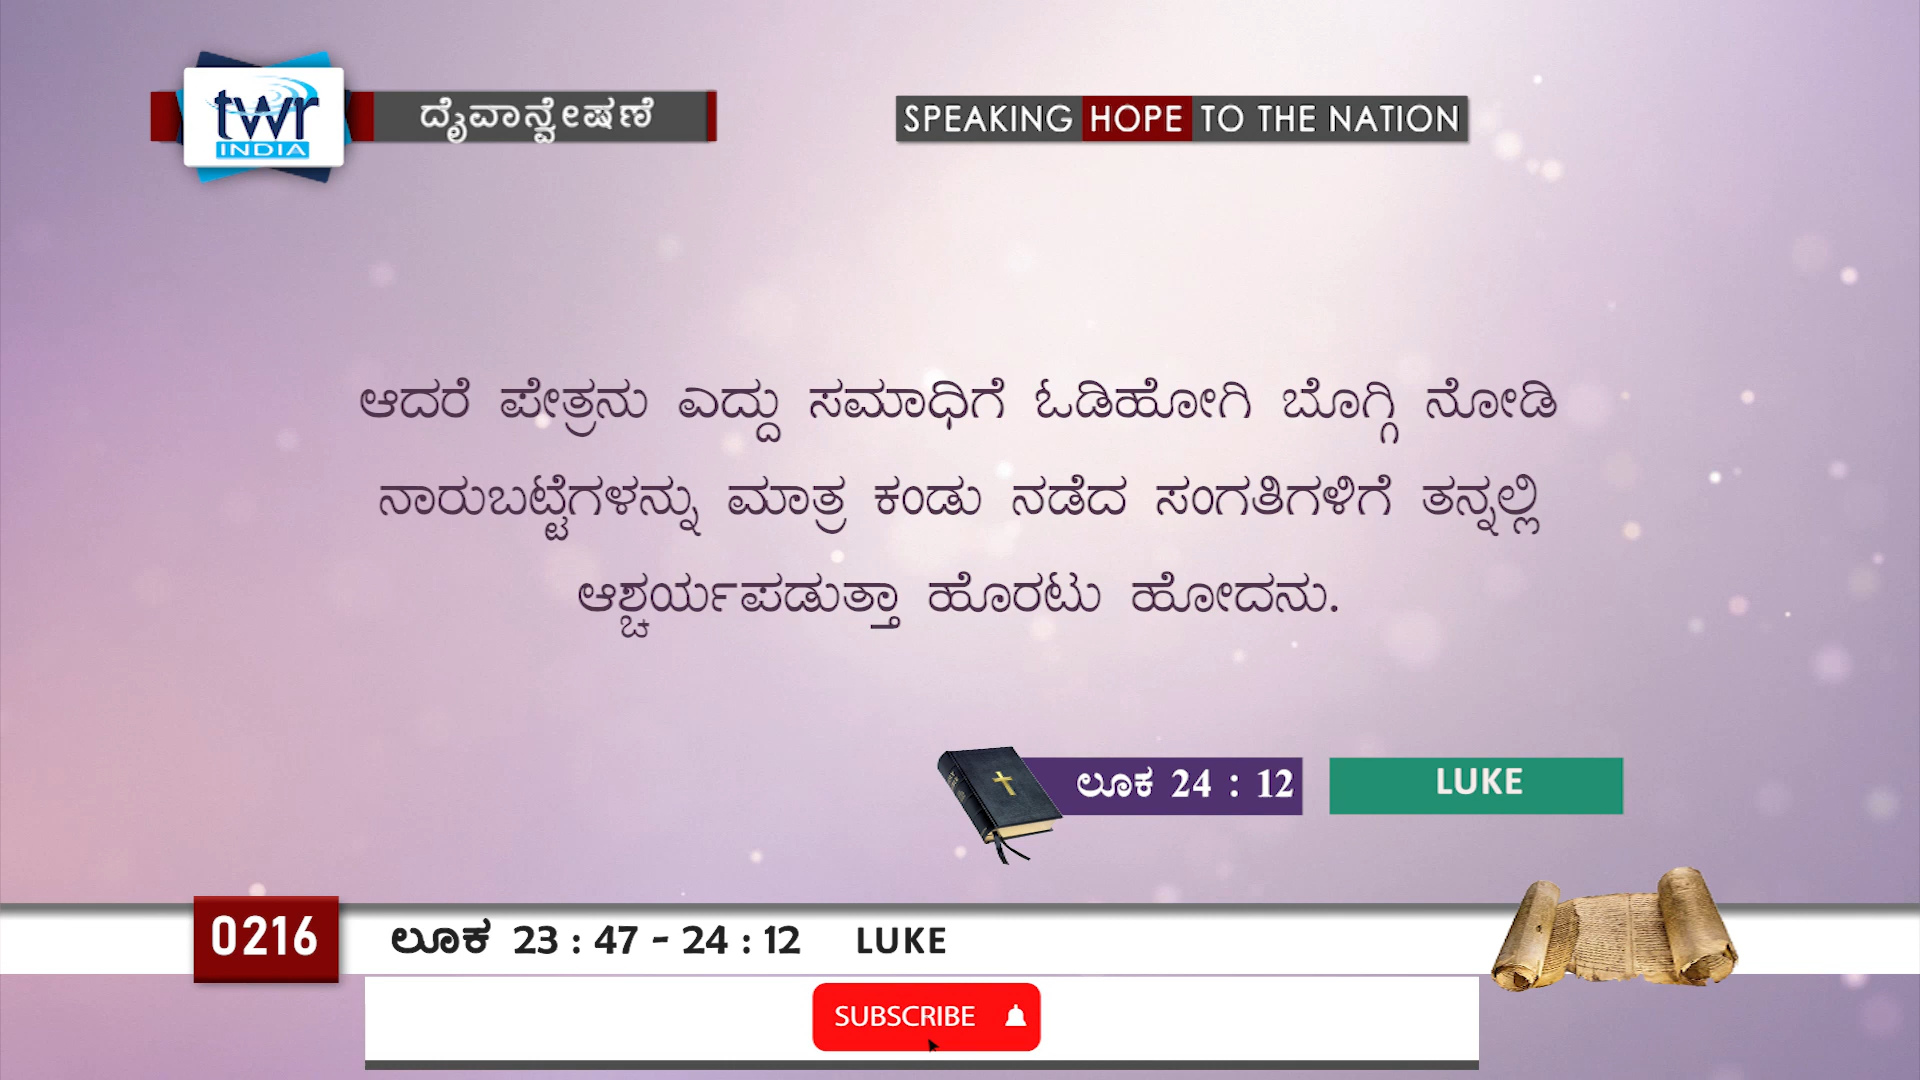 twr
INDIA
ದೈವಾನ್ವೇಷಣೆ
SPEAKING HOPE TO THE NATION
ಆದರೆ ಪೇತ್ರನು ಎದ್ದು ಸಮಾಧಿಗೆ ಓಡಿಹೋಗಿ ಬೊಗ್ಗಿ ನೋಡಿ
ನಾರುಬಟ್ಟೆಗಳನ್ನು ಮಾತ್ರ ಕಂಡು ನಡೆದ ಸಂಗತಿಗಳಿಗೆ ತನ್ನಲ್ಲಿ
ಆಶ್ಚರ್ಯಪಡುತ್ತಾ ಹೊರಟು ಹೋದನು.
ಲೂಕ 24 : 12
LUKE
0216
ಲೂಕ 23 : 47 - 24 : 12 LUKE
SUBSCRIBE